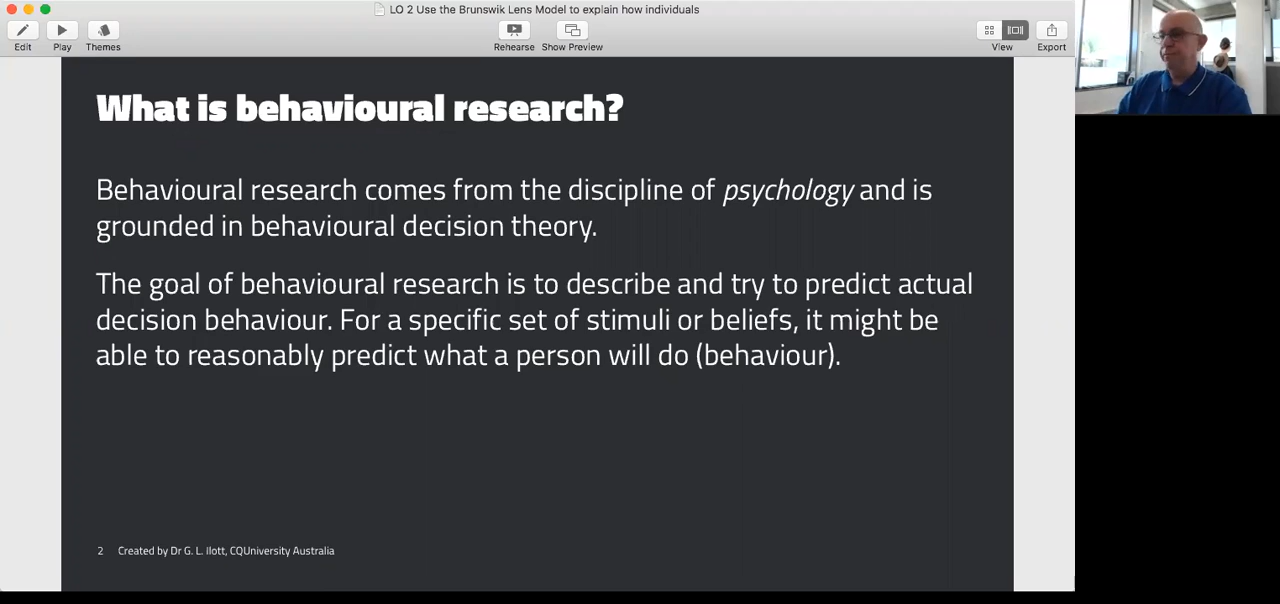 LO 2 Use the Brunswik Lens Model to explain how individuals
Edit
Play
Themes
Rehearse
Show Preview
View
Export
What is behavioural research?
Behavioural research comes from the discipline of psychology and is
grounded in behavioural decision theory.
The goal of behavioural research is to describe and try to predict actual
decision behaviour. For a specific set of stimuli or beliefs, it might be
able to reasonably predict what a person will do (behaviour).
2 Created by Dr G. L. Ilott, CQUniversity Australia